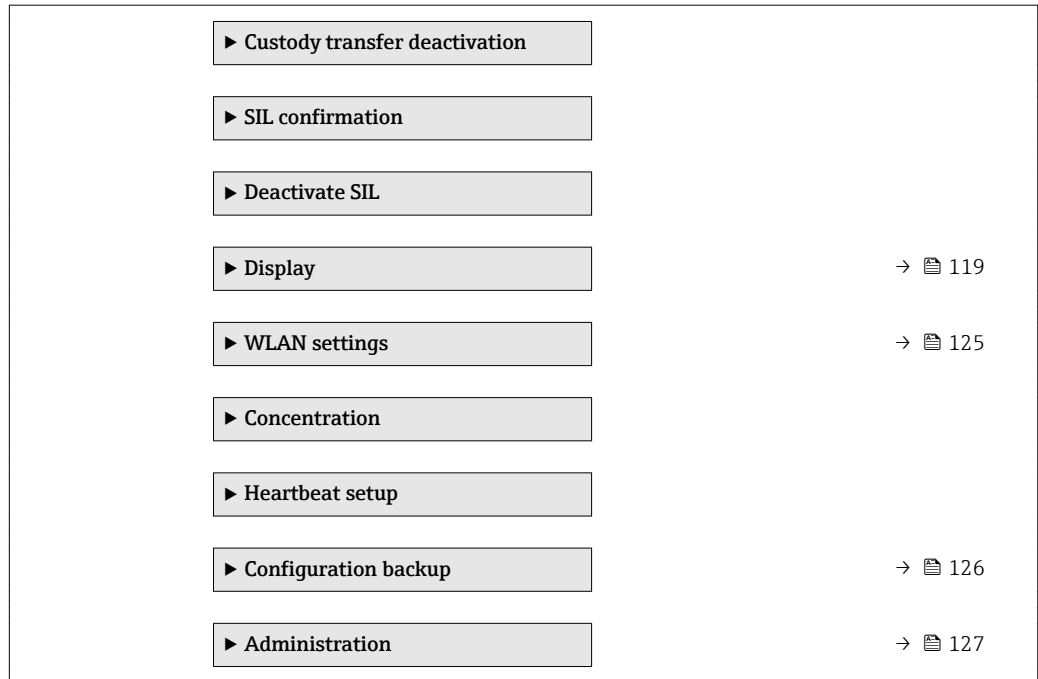 ▶ Custody transfer deactivation
▶ SIL confirmation
▶ Deactivate SIL
▶ Display → 119
▶ WLAN settings → 125
▶ Concentration
▶ Heartbeat setup
▶ Configuration backup → 126
▶ Administration → 127